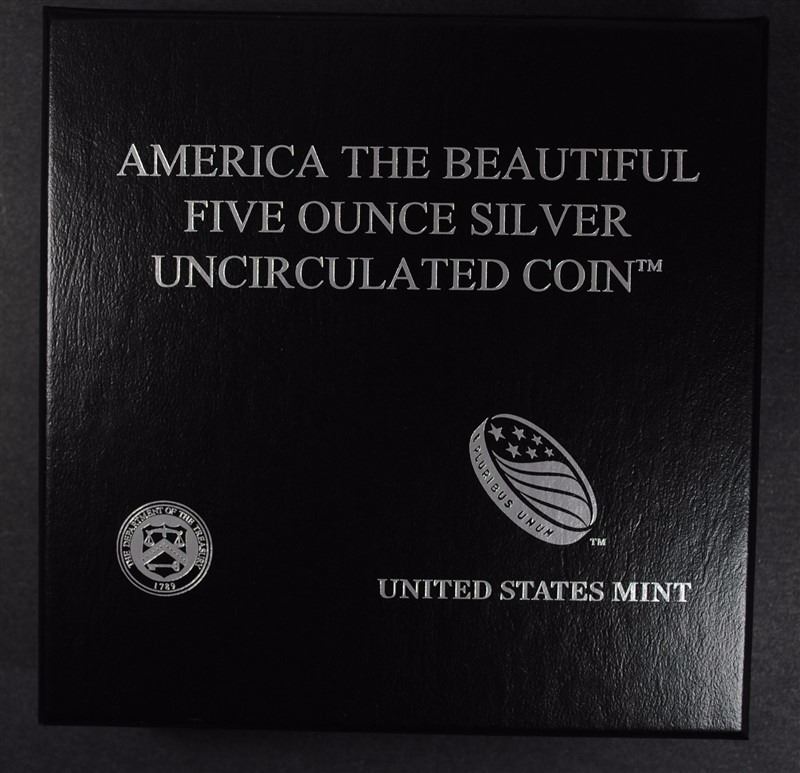 AMERICA THE BEAUTIFUL
FIVE OUNCE SILVER
UNCIRCULATED COIN™
PLURIBUS UNUM
TM
THE DEPARTMENT OF THE TREASURY
1789
UNITED STATES MINT